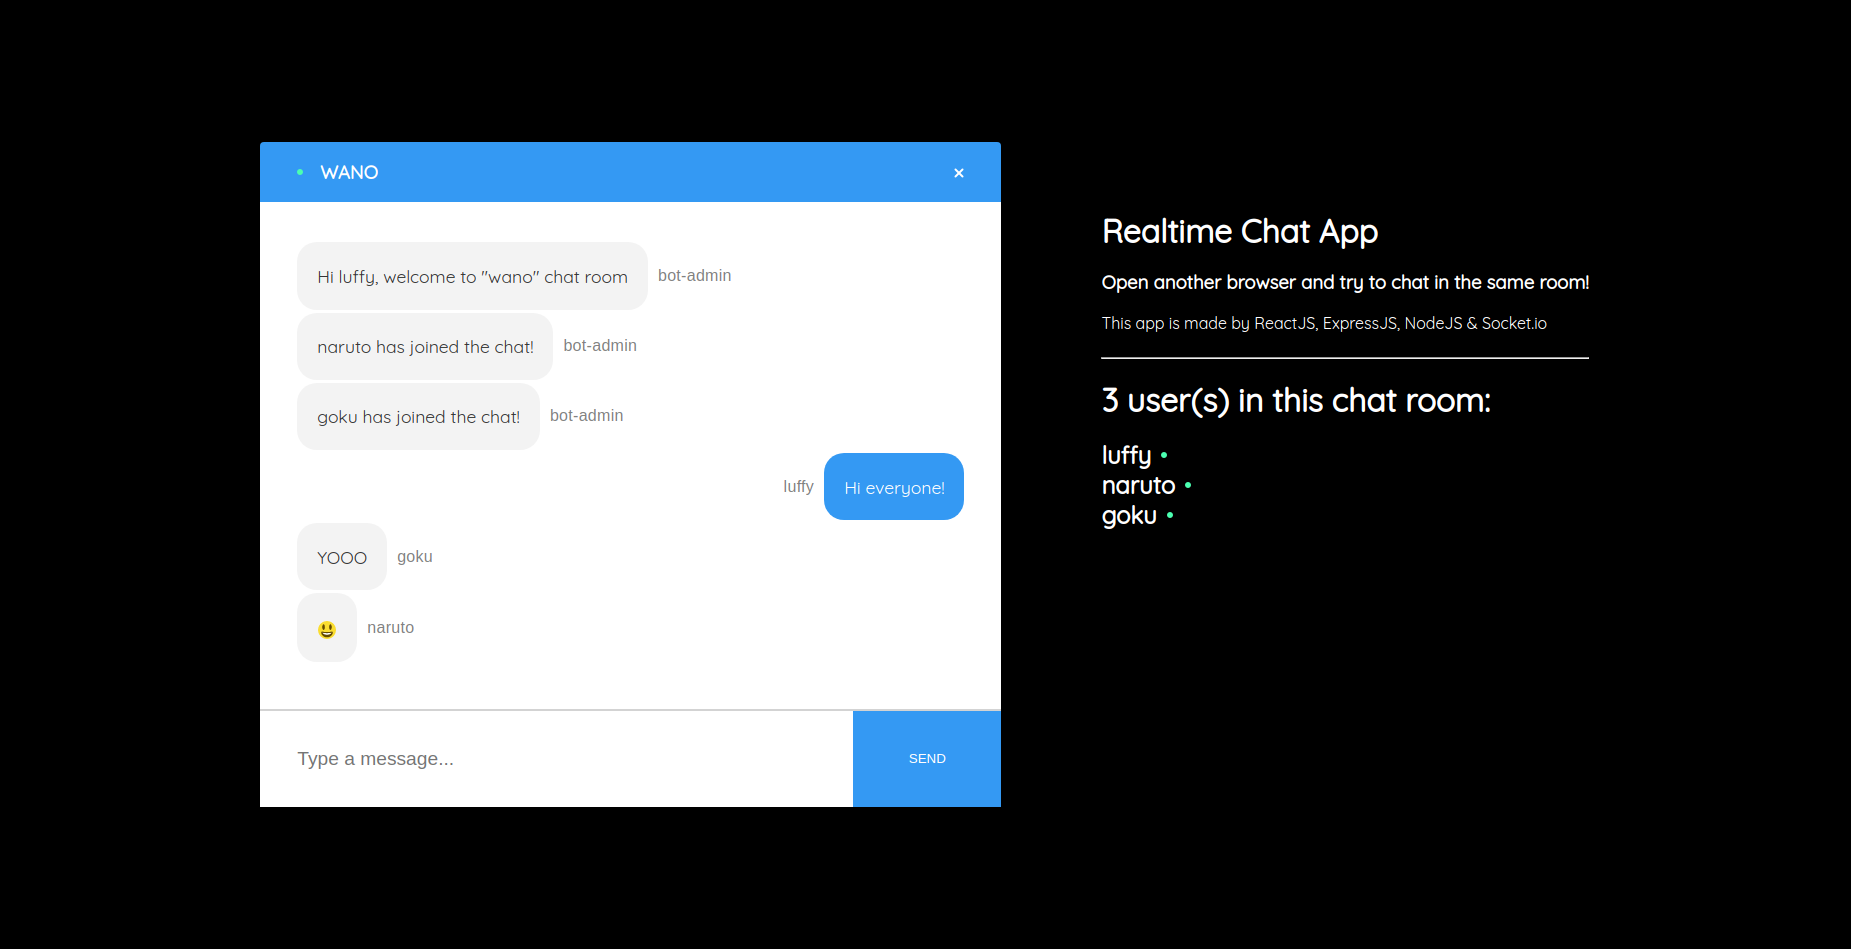 WANO ×
Hi luffy, welcome to "wano" chat room bot-admin
naruto has joined the chat! bot-admin
goku has joined the chat! bot-admin
luffy Hi everyone!
YOOO goku
😃 naruto
Type a message...
SEND
Realtime Chat App
Open another browser and try to chat in the same room!
This app is made by ReactJS, ExpressJS, NodeJS & Socket.io
3 user(s) in this chat room:
luffy
naruto
goku